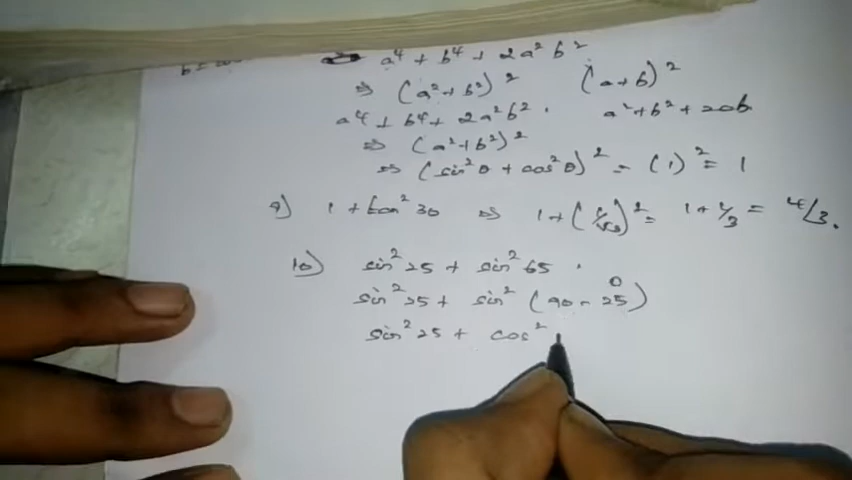 a⁴ + b⁴ + 2a²b²
⇒ (a² + b²)² (a+b)²
a⁴ + b⁴ + 2a²b² . a² + b² + 2ab
⇒ (a² + b²)²
⇒ (sin²θ + cos²θ)² = (1)² = 1
9) 1 + tan² 30 ⇒ 1 + (1/√3)² = 1 + 1/3 = 4/3.
10) sin² 25 + sin² 65 .
sin² 25 + sin² (90 - 25°)
sin² 25 + cos²